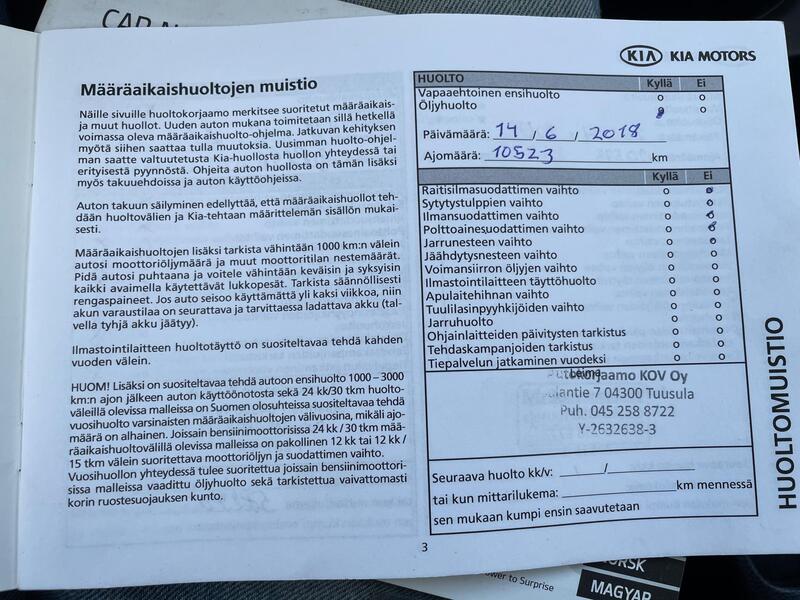 KIA MOTORS
Määräaikaishuoltojen muistio
Näille sivuille huoltokorjaamo merkitsee suoritetut määräaikais-
ja muut huollot. Uuden auton mukana toimitetaan sillä hetkellä
voimassa oleva määräaikaishuolto-ohjelma. Jatkuvan kehityksen
myötä siihen saattaa tulla muutoksia. Uusimman huolto-ohjel-
man saatte valtuutetusta Kia-huollosta huollon yhteydessä tai
erityisestä pyynnöstä. Ohjeita auton huollosta on tämän lisäksi
myös takuuehdoissa ja auton käyttöohjeissa.
Auton takuun säilyminen edellyttää, että määräaikaishuollot teh-
dään huoltovälien ja Kia-tehtaan määrittelemän sisällön mukai-
sesti.
Määräaikaishuoltojen lisäksi tarkista vähintään 1000 km:n välein
autosi moottoriöljymäärä ja muut moottoritilan nestemäärät.
Pidä autosi puhtaana ja voitele vähintään keväisin ja syksyisin
kaikki avaimella käytettävät lukkopesät. Tarkista säännöllisesti
rengaspaineet. Jos auto seisoo käyttämättä yli kaksi viikkoa, niin
akun varaustilaa on seurattava ja tarvittaessa ladattava akku (tal-
vella tyhjä akku jäätyy).
Ilmastointilaitteen huoltotäyttö on suositeltavaa tehdä kahden
vuoden välein.
HUOM! Lisäksi on suositeltavaa tehdä autoon ensihuolto 1000 – 3000
km:n ajon jälkeen auton käyttöönotosta sekä 24 kk/30 tkm huolto-
väleillä olevissa malleissa on Suomen olosuhteissa suositeltavaa tehdä
vuosihuolto varsinaisten määräaikaishuoltojen välivuosina, mikäli ajo-
määrä on alhainen. Joissain bensiinimoottorisissa 24 kk / 30 tkm mää-
räaikaishuoltovälillä olevissa malleissa on pakollinen 12 kk tai 12 kk /
15 tkm välein suoritettava moottoriöljyn ja suodattimen vaihto.
Vuosihuollon yhteydessä tulee suoritettua joissain bensiinimoottori-
sissa malleissa vaadittu öljyhuolto sekä tarkistettua vaivattomasti
korin ruostesuojauksen kunto.
HUOLTO Kyllä Ei
Vapaaehtoinen ensihuolto o o
Öljyhuolto o o
Päivämäärä: 14 / 6 / 2018
Ajomäärä: 10523 km
Kyllä Ei
Raitisilmasuodattimen vaihto o o
Sytytystulppien vaihto o o
Ilmansuodattimen vaihto o o
Polttoainesuodattimen vaihto o o
Jarrunesteen vaihto o o
Jäähdytysnesteen vaihto o o
Voimansiirron öljyjen vaihto o o
Ilmastointilaitteen täyttöhuolto o o
Apulaitehihnan vaihto o o
Tuulilasinpyyhkijöiden vaihto o o
Jarruhuolto o o
Ohjainlaitteiden päivitysten tarkistus o o
Tehdaskampanjoiden tarkistus o o
Tiepalvelun jatkaminen vuodeksi o o
Leima
KOV Oy
7 04300 Tuusula
Puh. 045 258 8722
Y-2632638-3
Seuraava huolto kk/v: / /
tai kun mittarilukema: km mennessä
sen mukaan kumpi ensin saavutetaan
HUOLTOMUISTIO
3
to Surprise
MAGYAR